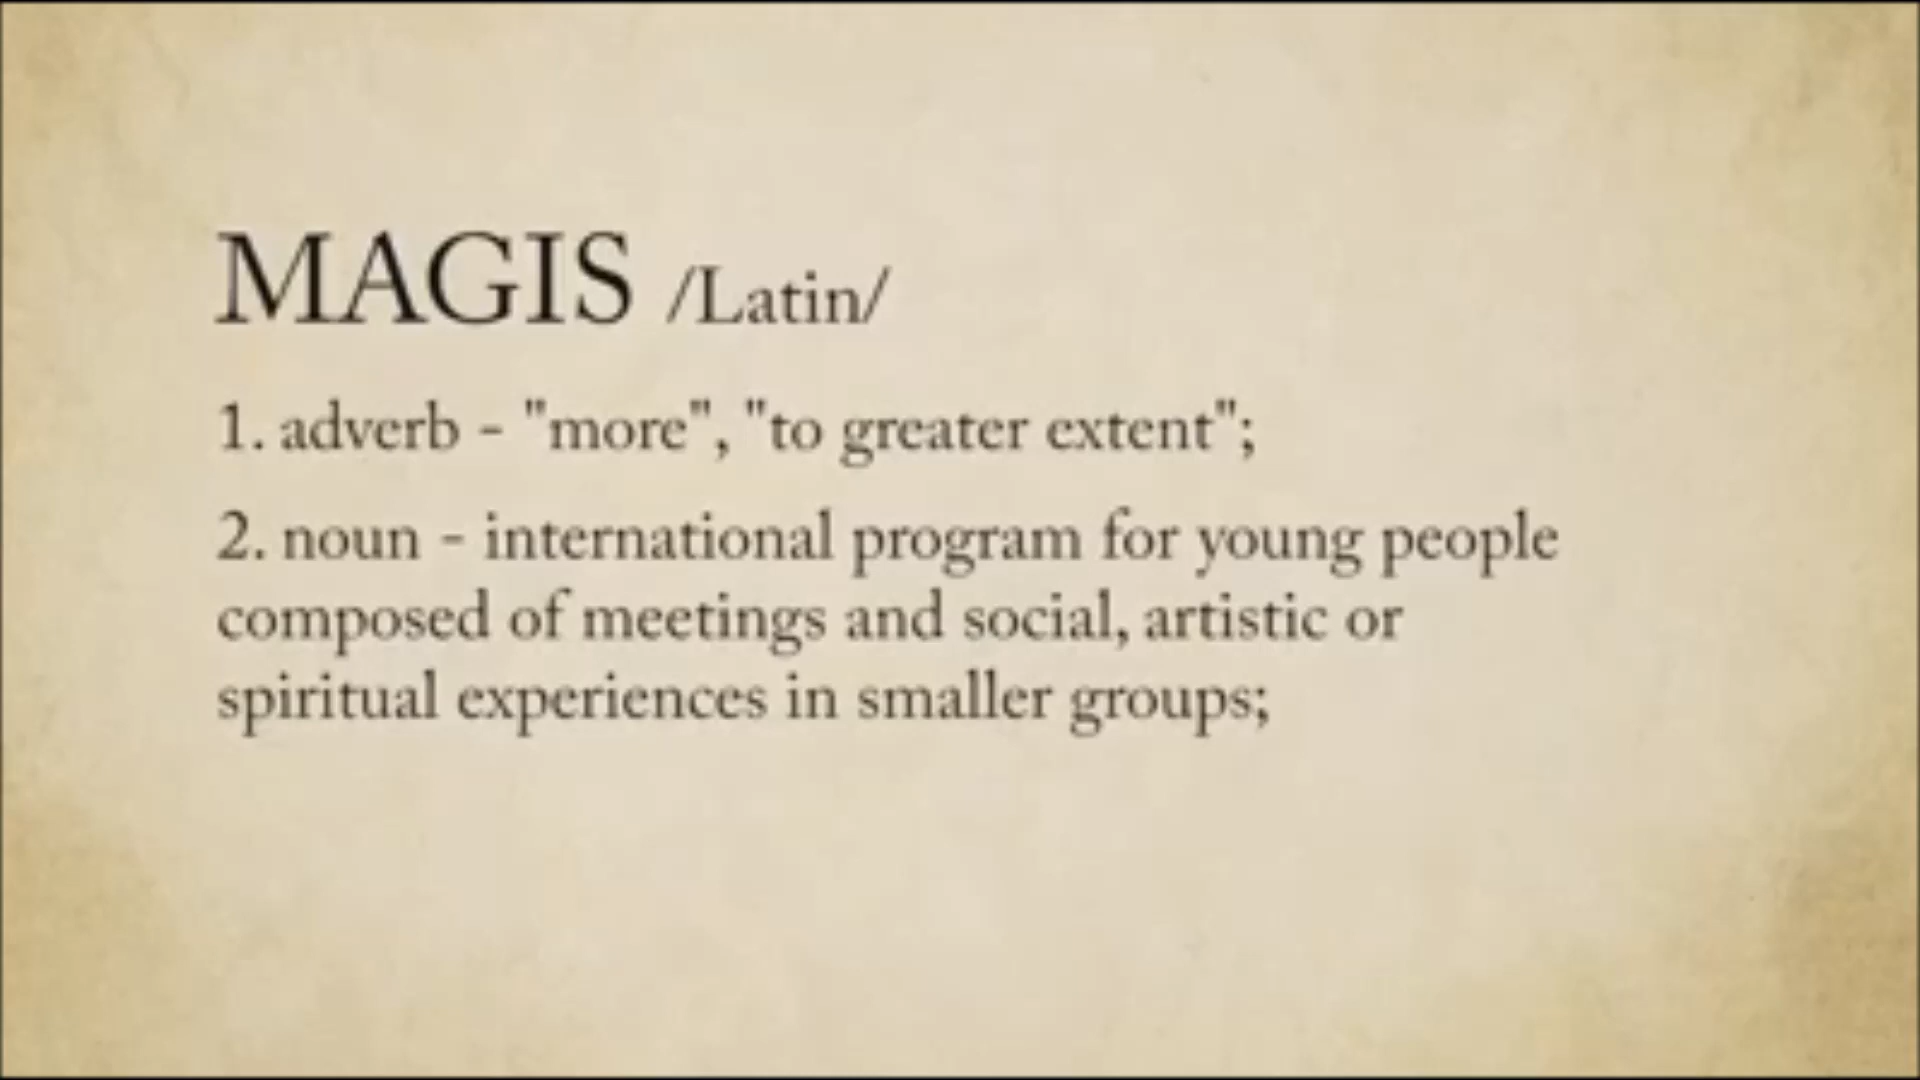 MAGIS /Latin/
1. adverb - "more", "to greater extent";
2. noun - international program for young people
composed of meetings and social, artistic or
spiritual experiences in smaller groups;